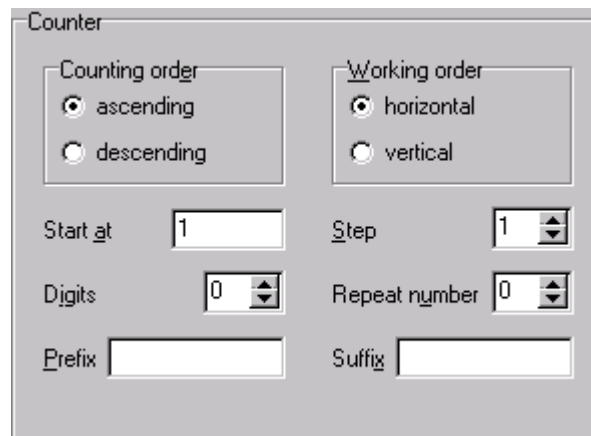 Counter
Counting order Working order
ascending horizontal
descending vertical
Start at 1 Step 1
Digits 0 Repeat number 0
Prefix Suffix